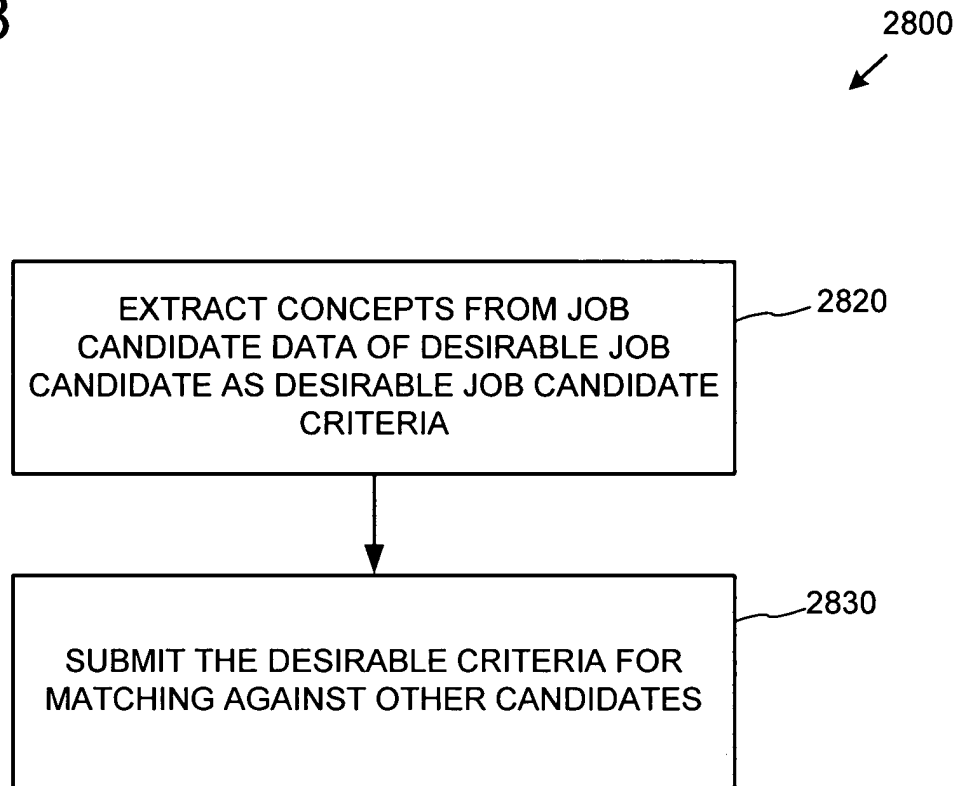 2800
EXTRACT CONCEPTS FROM JOB
CANDIDATE DATA OF DESIRABLE JOB
CANDIDATE AS DESIRABLE JOB CANDIDATE
CRITERIA
2820
SUBMIT THE DESIRABLE CRITERIA FOR
MATCHING AGAINST OTHER CANDIDATES
2830